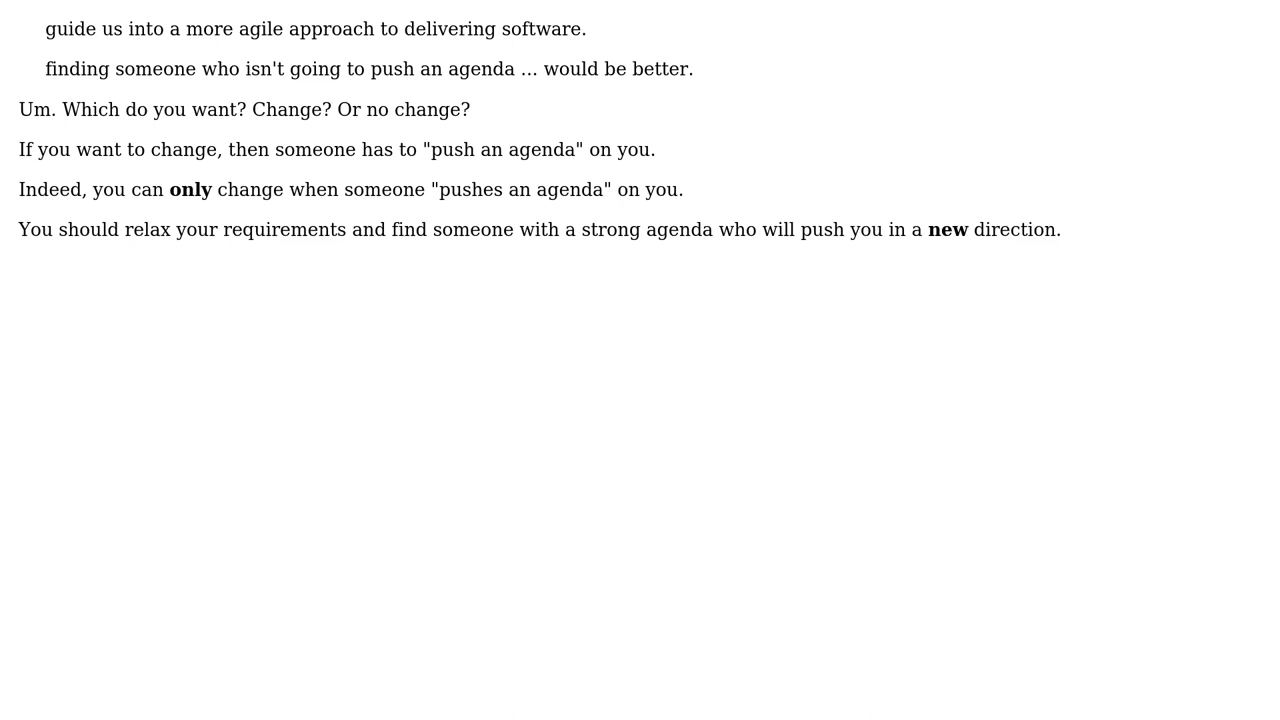 guide us into a more agile approach to delivering software.
finding someone who isn't going to push an agenda ... would be better.
Um. Which do you want? Change? Or no change?
If you want to change, then someone has to "push an agenda" on you.
Indeed, you can only change when someone "pushes an agenda" on you.
You should relax your requirements and find someone with a strong agenda who will push you in a new direction.